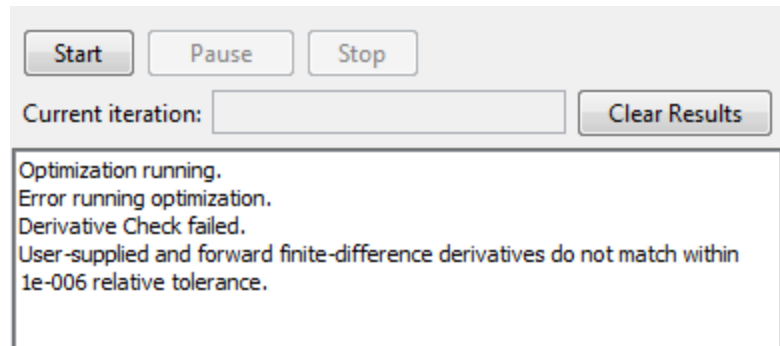 Start Pause Stop
Current iteration: Clear Results
Optimization running.
Error running optimization.
Derivative Check failed.
User-supplied and forward finite-difference derivatives do not match within
1e-006 relative tolerance.